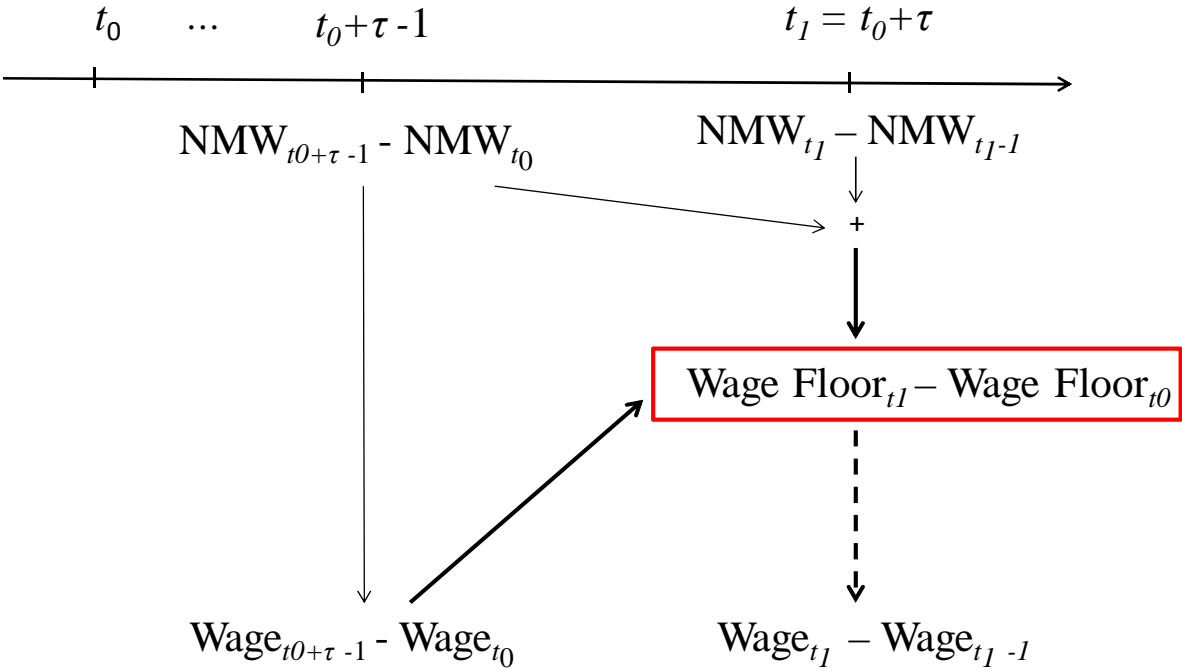 t₀ ... t₀+τ -1 t₁ = t₀+τ
NMWₜ₀₊τ ₋₁ - NMWₜ₀ NMWₜ₁ – NMWₜ₁₋₁
+
Wage Floorₜ₁ – Wage Floorₜ₀
Wageₜ₀₊τ ₋₁ - Wageₜ₀ Wageₜ₁ – Wageₜ₁ ₋₁